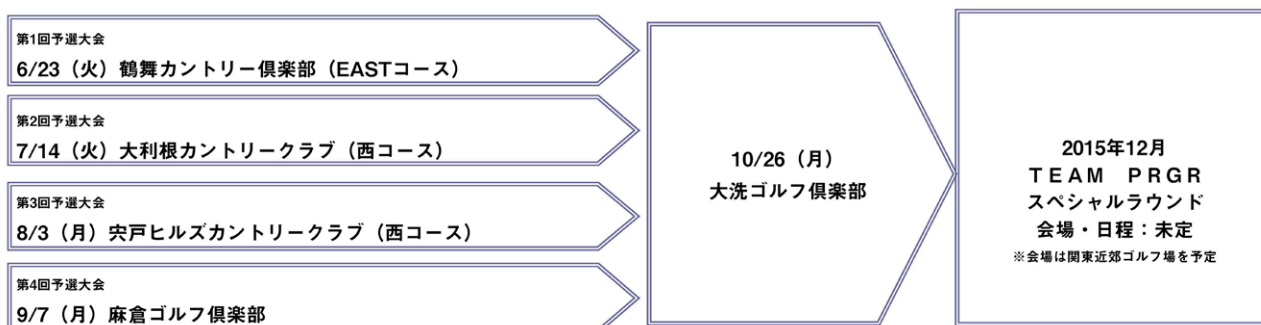 第1回予選大会
6/23（火）鶴舞カントリー倶楽部（EASTコース）
第2回予選大会
7/14（火）大利根カントリークラブ（西コース）
第3回予選大会
8/3（月）宍戸ヒルズカントリークラブ（西コース）
第4回予選大会
9/7（月）麻倉ゴルフ倶楽部
10/26（月）
大洗ゴルフ倶楽部
2015年12月
TEAM PRGR
スペシャルラウンド
会場・日程：未定
※会場は関東近郊ゴルフ場を予定